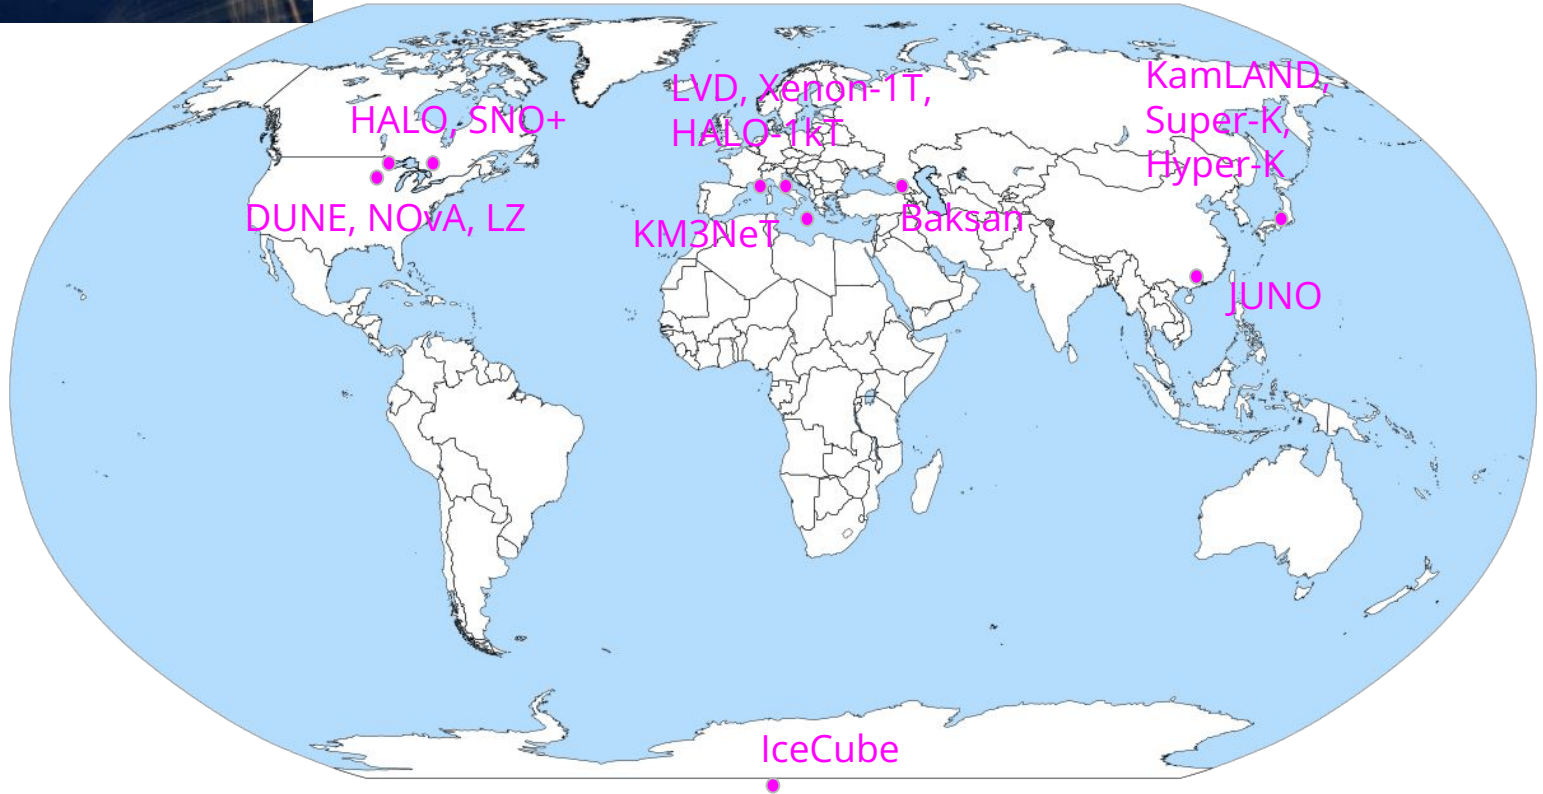 LVD, Xenon-1T,
HALO-1kT
KamLAND,
Super-K,
Hyper-K
HALO, SNO+
DUNE, NOvA, LZ
KM3NeT
Baksan
JUNO
IceCube